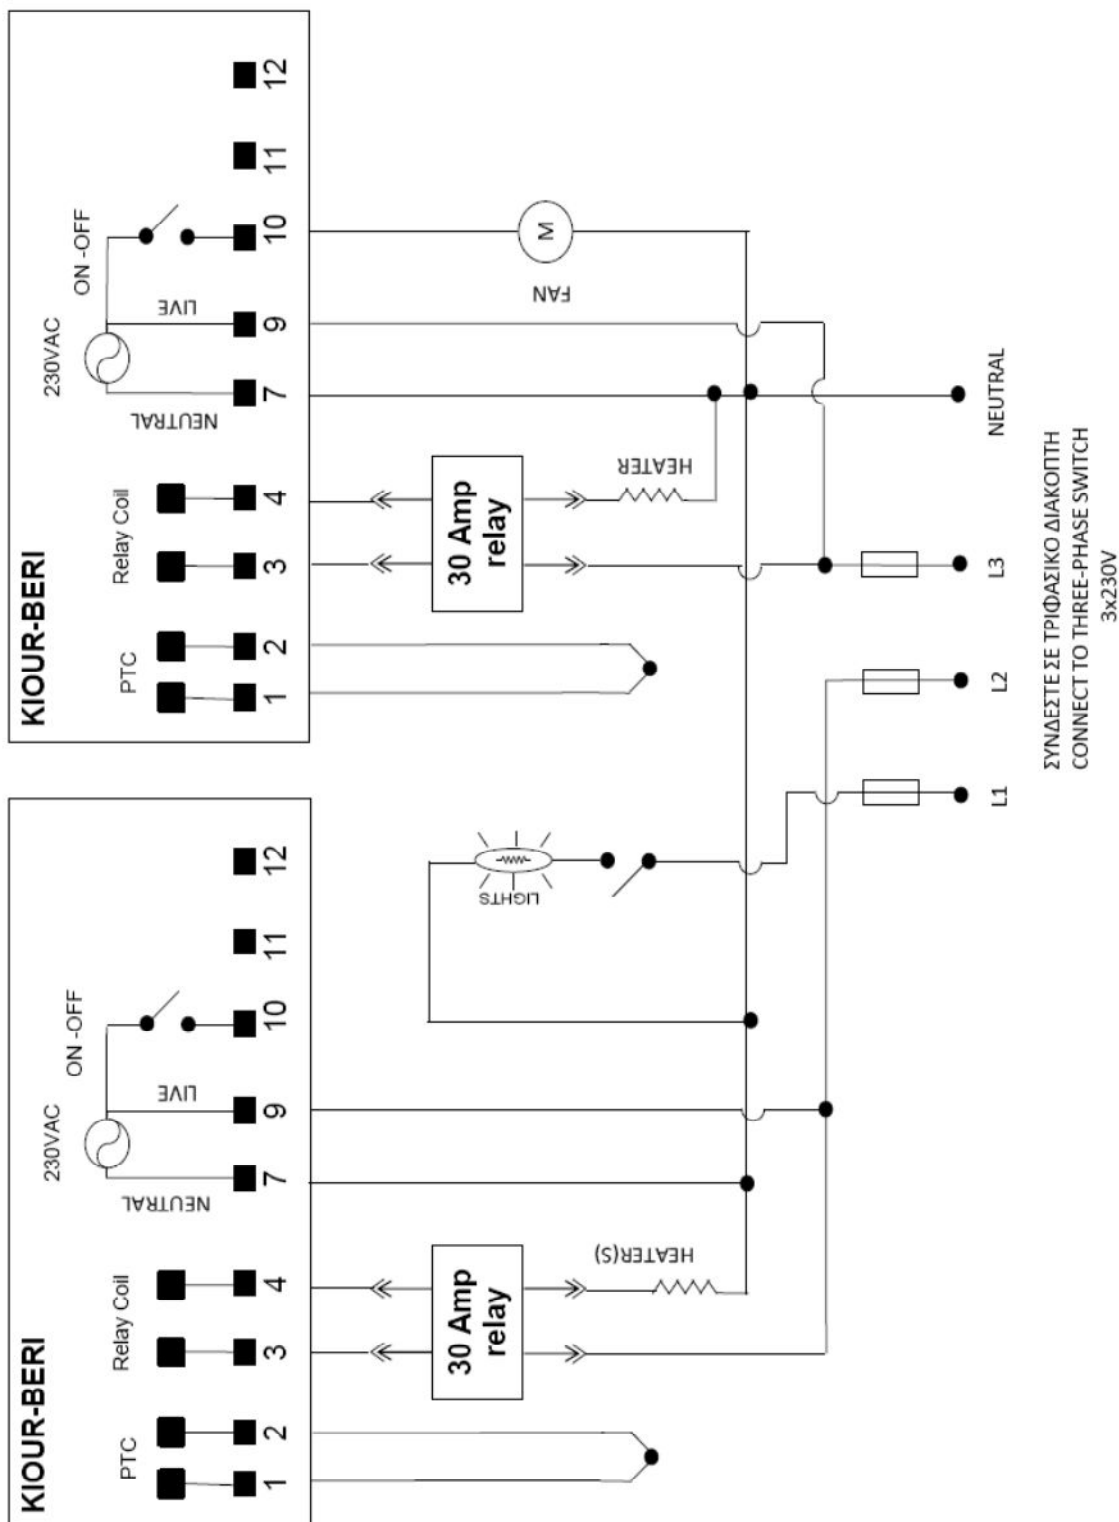 KIOUR-BERI
PTC
Relay Coil
230VAC
ON -OFF
NEUTRAL
LIVE
1 2 3 4 7 9 10 11 12
30 Amp
relay
HEATER(S)
LIGHTS
KIOUR-BERI
PTC
Relay Coil
230VAC
ON -OFF
NEUTRAL
LIVE
1 2 3 4 7 9 10 11 12
30 Amp
relay
HEATER
FAN
M
L1 L2 L3 NEUTRAL
ΣΥΝΔΕΣΤΕ ΣΕ ΤΡΙΦΑΣΙΚΟ ΔΙΑΚΟΠΤΗ
CONNECT TO THREE-PHASE SWITCH
3x230V